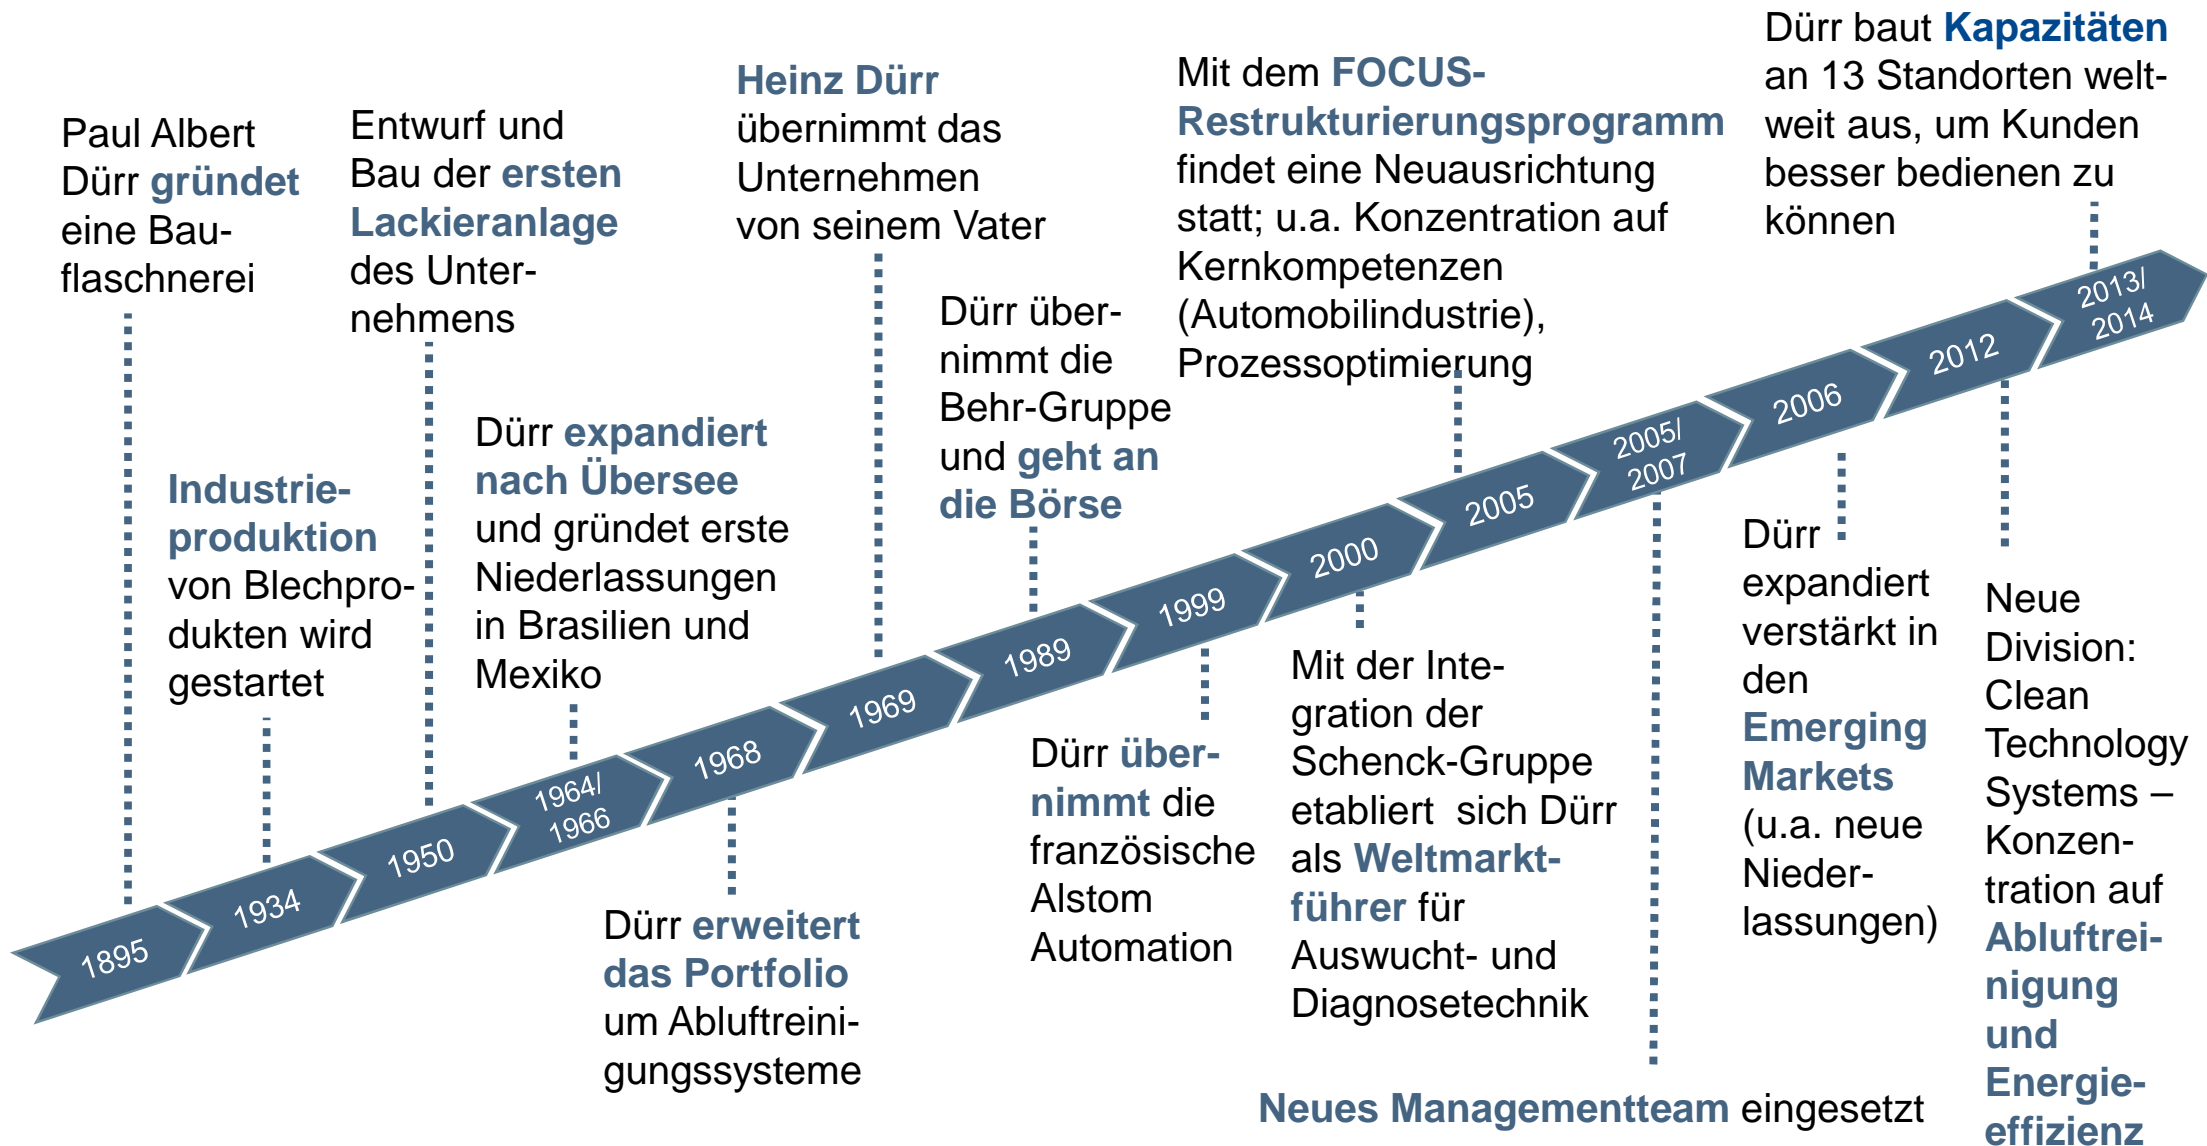 Paul Albert
Dürr gründet
eine Bau-
flaschnerei
1895
Industrie-
produktion
von Blechpro-
dukten wird
gestartet
1934
Entwurf und
Bau der ersten
Lackieranlage
des Unter-
nehmens
1950
Dürr expandiert
nach Übersee
und gründet erste
Niederlassungen
in Brasilien und
Mexiko
1964/
1966
1968
Dürr erweitert
das Portfolio
um Abluftreini-
gungssysteme
Heinz Dürr
übernimmt das
Unternehmen
von seinem Vater
1969
Dürr über-
nimmt die
Behr-Gruppe
und geht an
die Börse
1989
1999
Dürr über-
nimmt die
französische
Alstom
Automation
2000
Mit der Inte-
gration der
Schenck-Gruppe
etabliert  sich Dürr
als Weltmarkt-
führer für
Auswucht- und
Diagnosetechnik
Mit dem FOCUS-
Restrukturierungsprogramm
findet eine Neuausrichtung
statt; u.a. Konzentration auf
Kernkompetenzen
(Automobilindustrie),
Prozessoptimierung
2005
2005/
2007
Neues Managementteam eingesetzt
2006
Dürr
expandiert
verstärkt in
den
Emerging
Markets
(u.a. neue
Nieder-
lassungen)
2012
Neue
Division:
Clean
Technology
Systems –
Konzen-
tration auf
Abluftrei-
nigung
und
Energie-
effizienz
Dürr baut Kapazitäten
an 13 Standorten welt-
weit aus, um Kunden
besser bedienen zu
können
2013/
2014